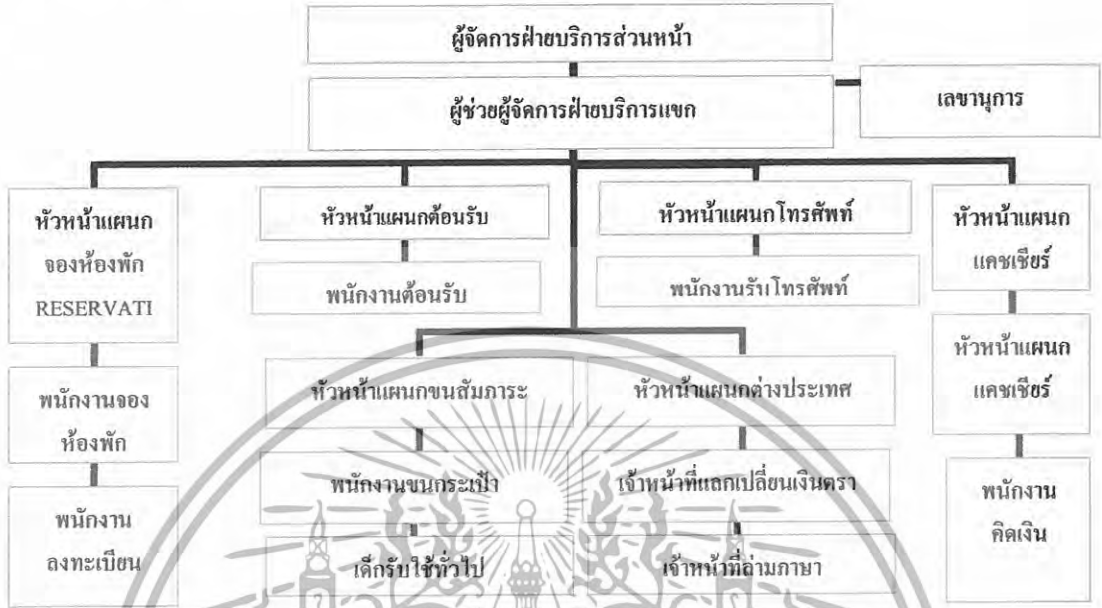 ผู้จัดการฝ่ายบริการส่วนหน้า
ผู้ช่วยผู้จัดการฝ่ายบริการแขก
เลขานุการ
หัวหน้าแผนก
จองห้องพัก
RESERVATI
หัวหน้าแผนกต้อนรับ
หัวหน้าแผนกโทรศัพท์
หัวหน้าแผนก
แคชเชียร์
พนักงานต้อนรับ
พนักงานรับโทรศัพท์
พนักงานจอง
ห้องพัก
หัวหน้าแผนกขนสัมภาระ
หัวหน้าแผนกต่างประเทศ
หัวหน้าแผนก
แคชเชียร์
พนักงาน
ลงทะเบียน
พนักงานขนกระเป๋า
เจ้าหน้าที่แลกเปลี่ยนเงินตรา
พนักงาน
คิดเงิน
เด็กรับใช้ทั่วไป
เจ้าหน้าที่ล่ามภาษา